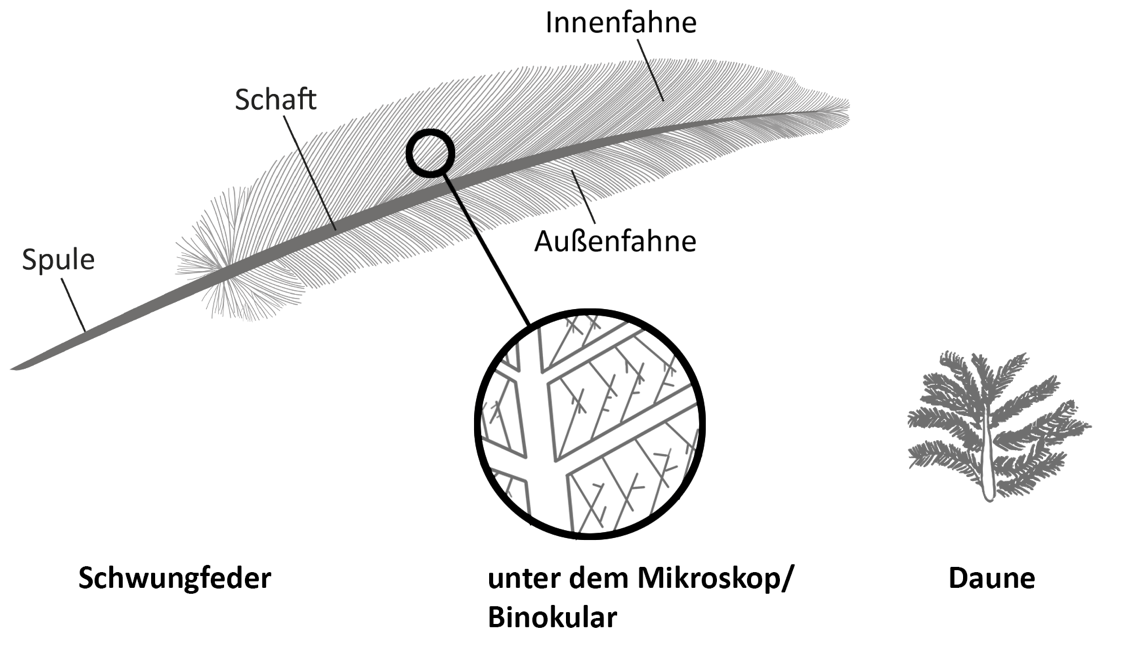 Innenfahne
Schaft
Außenfahne
Spule
Schwungfeder
unter dem Mikroskop/
Binokular
Daune